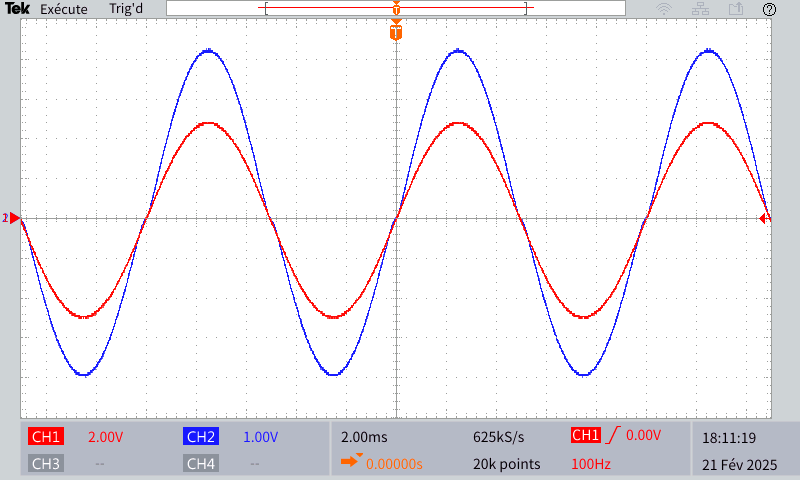 Tek Exécute Trig'd ?
T
T
2
CH1 2.00V CH2 1.00V 2.00ms 625kS/s CH1 0.00V 18:11:19
CH3 -- CH4 -- 0.00000s 20k points 100Hz 21 Fév 2025